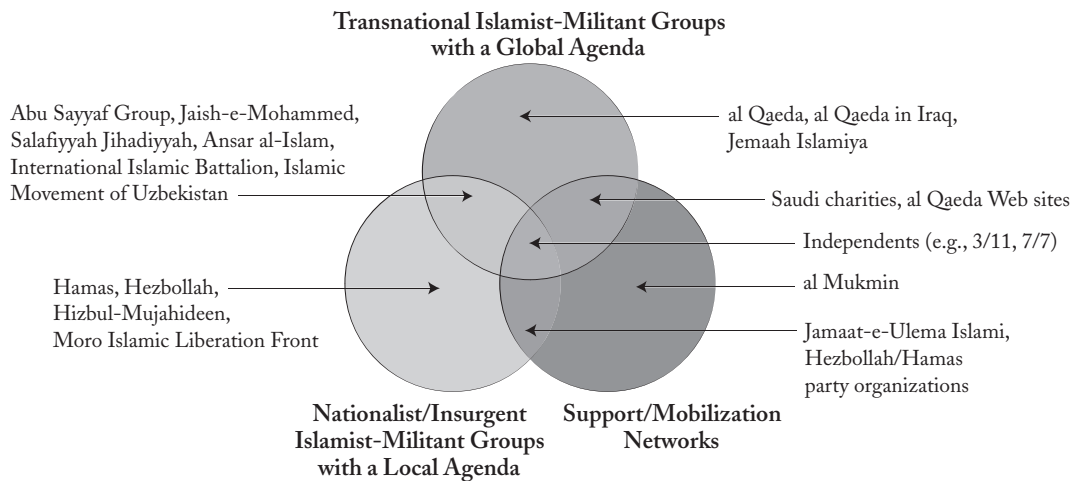 Transnational Islamist-Militant Groups
with a Global Agenda
Abu Sayyaf Group, Jaish-e-Mohammed,
Salafiyyah Jihadiyyah, Ansar al-Islam,
International Islamic Battalion, Islamic
Movement of Uzbekistan
al Qaeda, al Qaeda in Iraq,
Jemaah Islamiya
Saudi charities, al Qaeda Web sites
Independents (e.g., 3/11, 7/7)
al Mukmin
Hamas, Hezbollah,
Hizbul-Mujahideen,
Moro Islamic Liberation Front
Jamaat-e-Ulema Islami,
Hezbollah/Hamas
party organizations
Nationalist/Insurgent
Islamist-Militant Groups
with a Local Agenda
Support/Mobilization
Networks